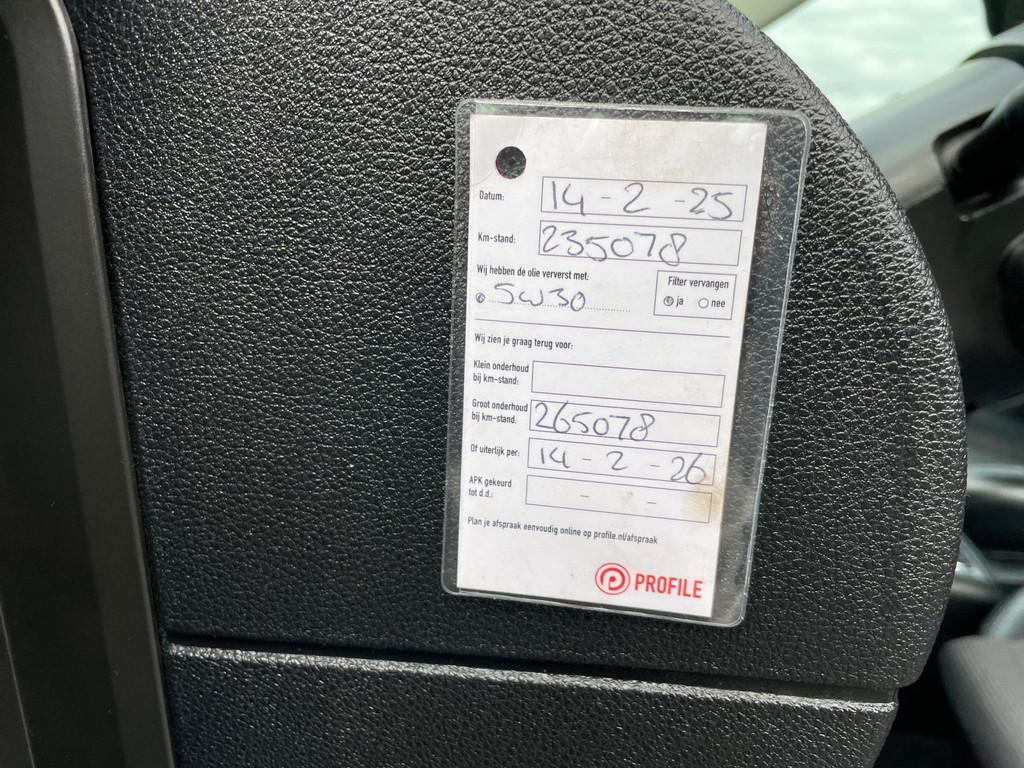 Datum: 14 - 2 - 25
Km-stand: 235078
Wij hebben de olie ververst met:
5W30
Filter vervangen
ja nee
Wij zien je graag terug voor:
Klein onderhoud
bij km-stand:
Groot onderhoud
bij km-stand: 265078
Of uiterlijk per: 14 - 2 - 26
APK gekeurd
tot d.d.: - -
Plan je afspraak eenvoudig online op profile.nl/afspraak
PROFILE